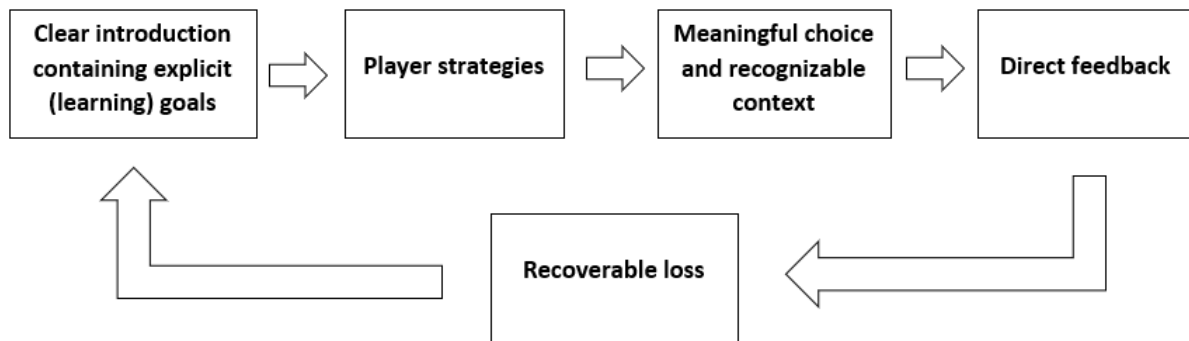 Clear introduction
containing explicit
(learning) goals
Player strategies
Meaningful choice
and recognizable
context
Direct feedback
Recoverable loss